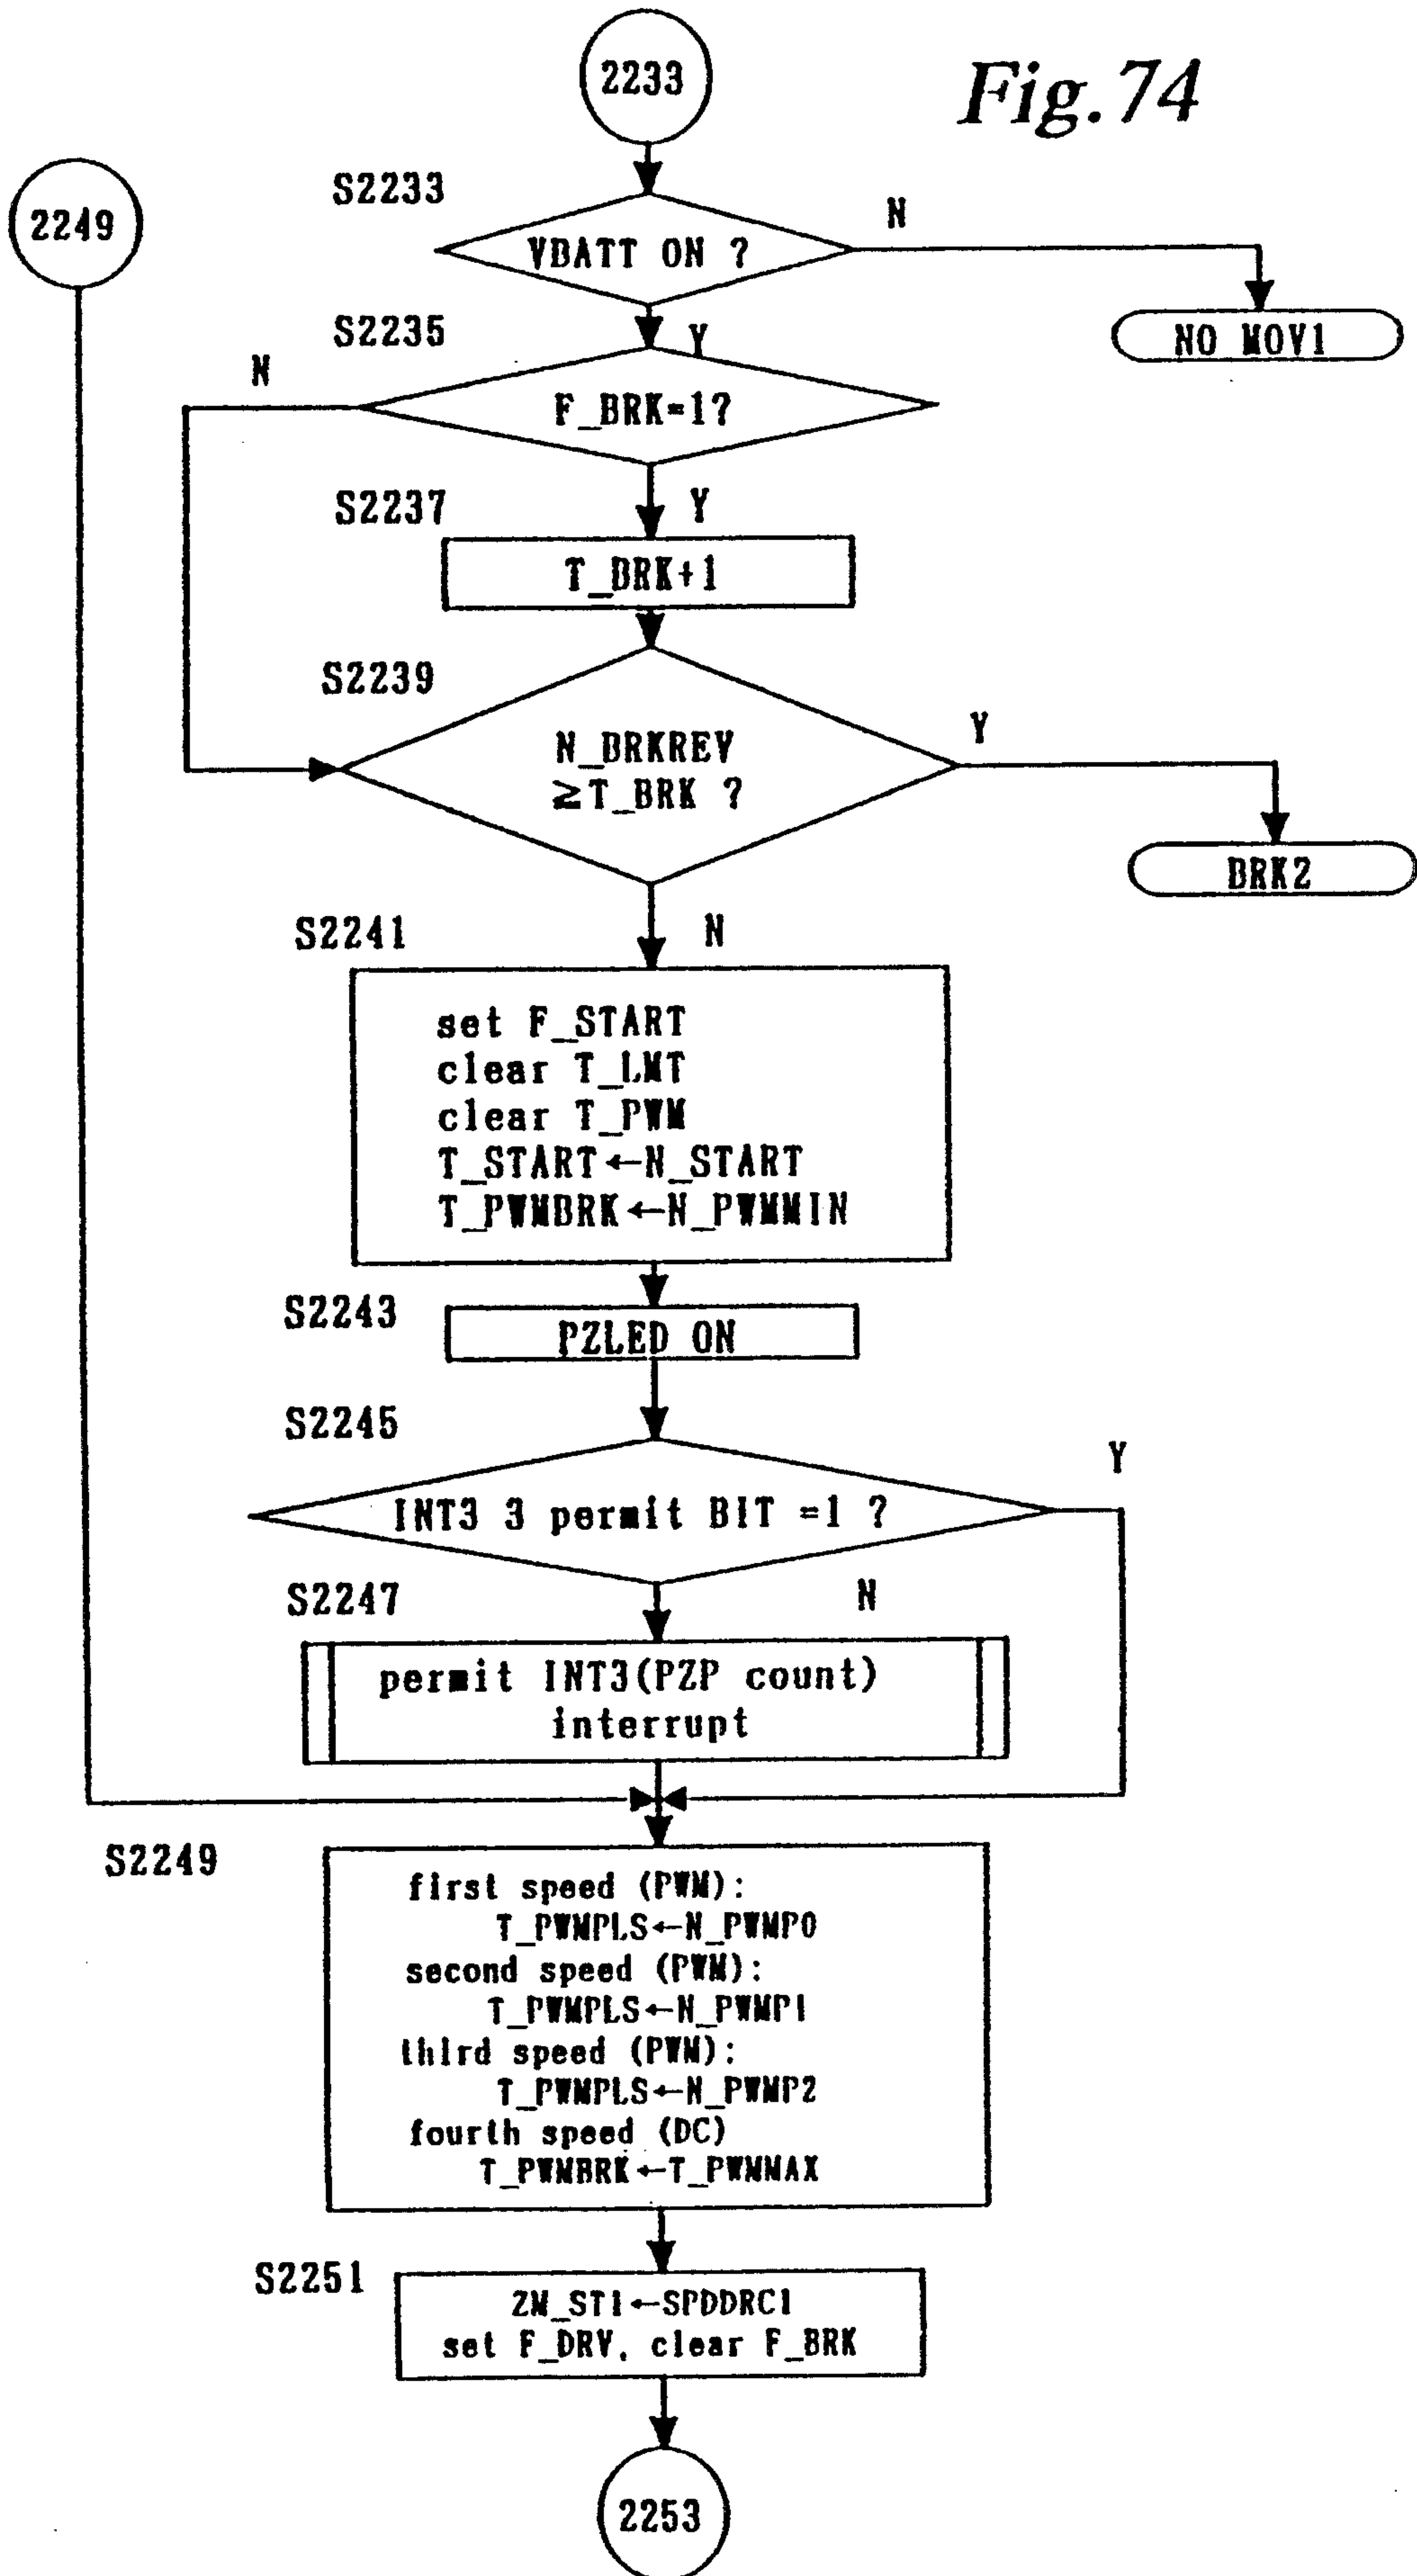 2233
Fig. 74
2249
S2233
N
VBATT ON ?
S2235
Y
NO MOV1
N
F_BRK=1?
S2237
Y
T_BRK+1
S2239
N_BRKREV
≧T_BRK ?
Y
BRK2
S2241
N
set F_START
clear T_LMT
clear T_PWM
T_START←N_START
T_PWMBRK←N_PWMMIN
S2243
PZLED ON
S2245
Y
INT3 3 permit BIT =1 ?
S2247
N
permit INT3(PZP count)
interrupt
S2249
first speed (PWM):
T_PWMPLS←N_PWMP0
second speed (PWM):
T_PWMPLS←N_PWMP1
third speed (PWM):
T_PWMPLS←N_PWMP2
fourth speed (DC)
T_PWMBRK←T_PWMMAX
S2251
ZM_ST1←SPDDRC1
set F_DRV, clear F_BRK
2253